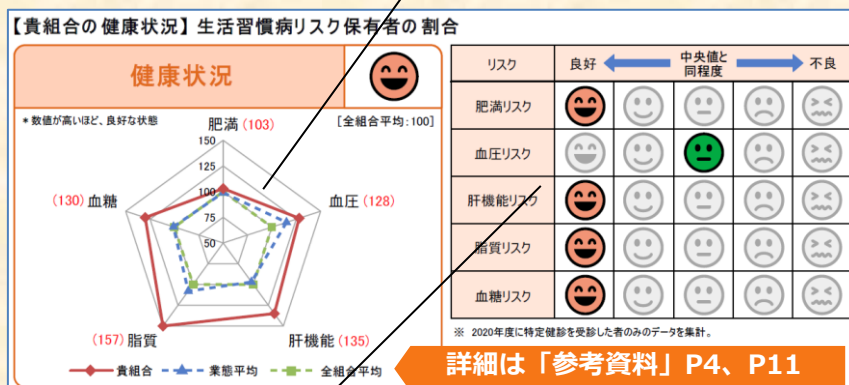 【貴組合の健康状況】生活習慣病リスク保有者の割合
健康状況
*数値が高いほど、良好な状態
[全組合平均:100]
肥満(103)
150
125
100
75
50
(130)血糖
血圧(128)
(157)脂質
肝機能(135)
貴組合 業態平均 全組合平均
リスク 良好 中央値と同程度 不良
肥満リスク
血圧リスク
肝機能リスク
脂質リスク
血糖リスク
※ 2020年度に特定健診を受診した者のみのデータを集計。
詳細は「参考資料」P4、P11